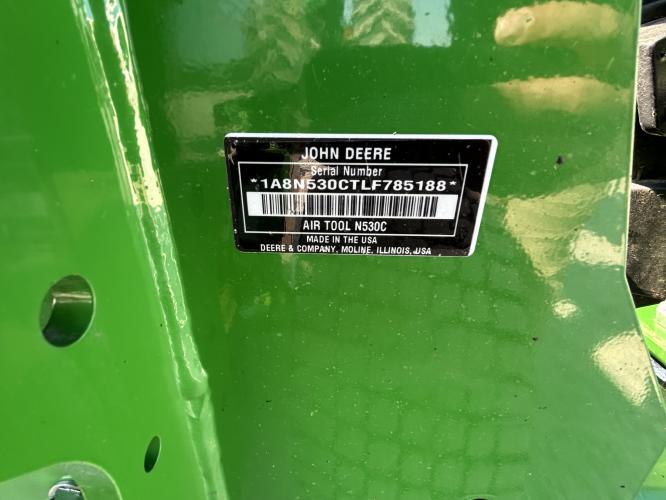 JOHN DEERE
Serial Number
*1A8N530CTLF785188*
AIR TOOL N530C
MADE IN THE USA
DEERE & COMPANY, MOLINE, ILLINOIS, USA